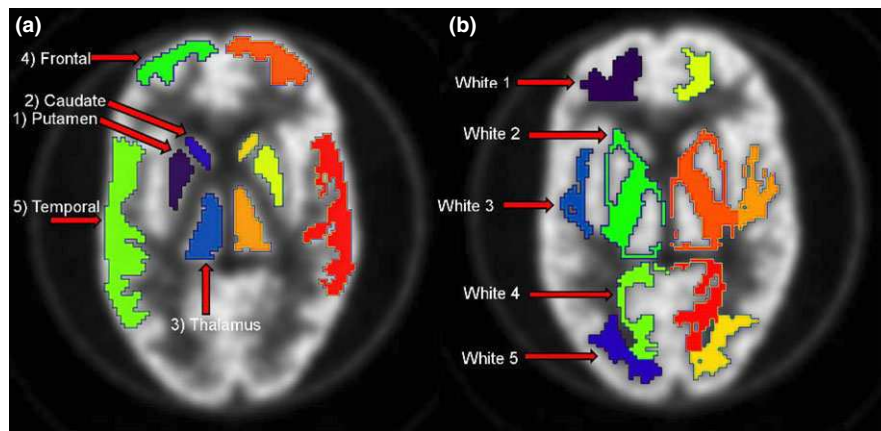 (a)
4) Frontal
2) Caudate
1) Putamen
5) Temporal
3) Thalamus
(b)
White 1
White 2
White 3
White 4
White 5